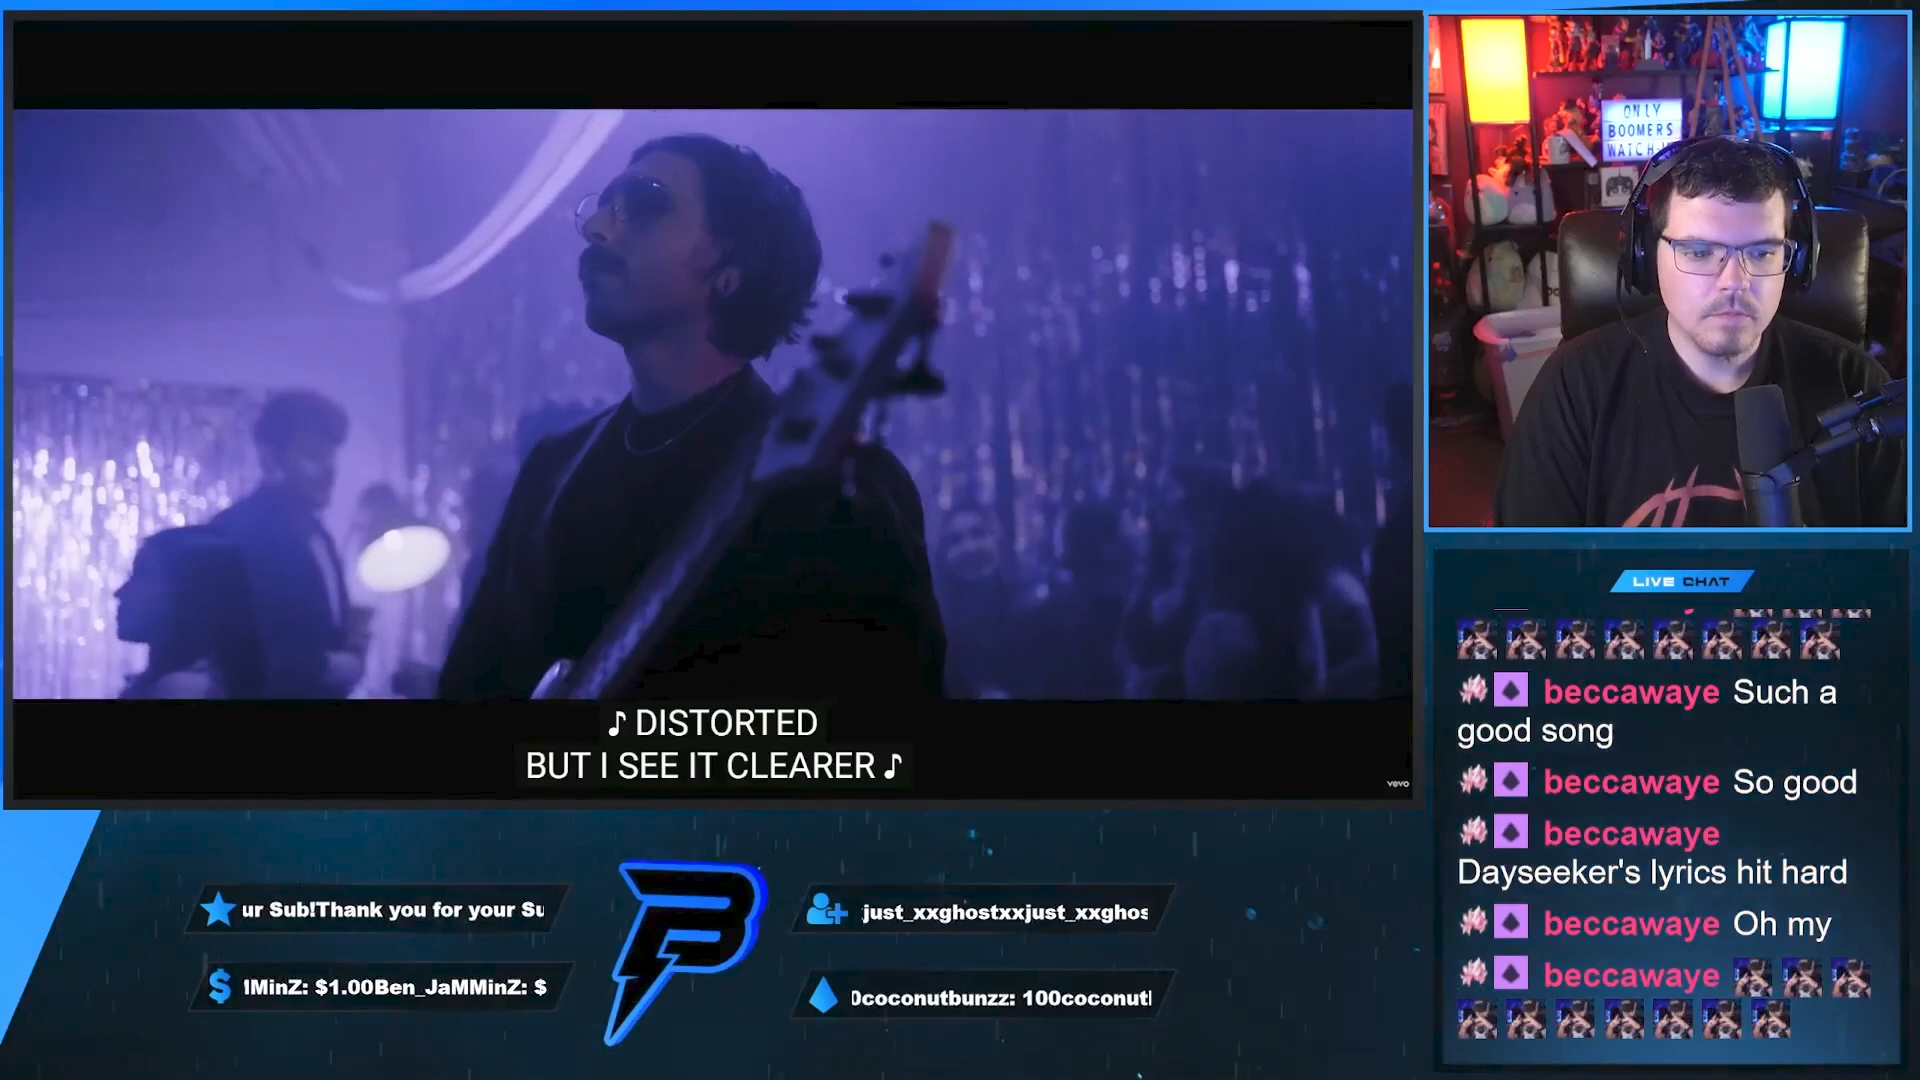 ONLY
BOOMERS
WATCH
♪ DISTORTED
BUT I SEE IT CLEARER ♪
vevo
LIVE CHAT
beccawaye Such a
good song
beccawaye So good
beccawaye
Dayseeker's lyrics hit hard
beccawaye Oh my
beccawaye
ur Sub!Thank you for your Su
just_xxghostxxjust_xxghos
MinZ: $1.00Ben_JaMMinZ: $
coconutbunzz: 100coconut